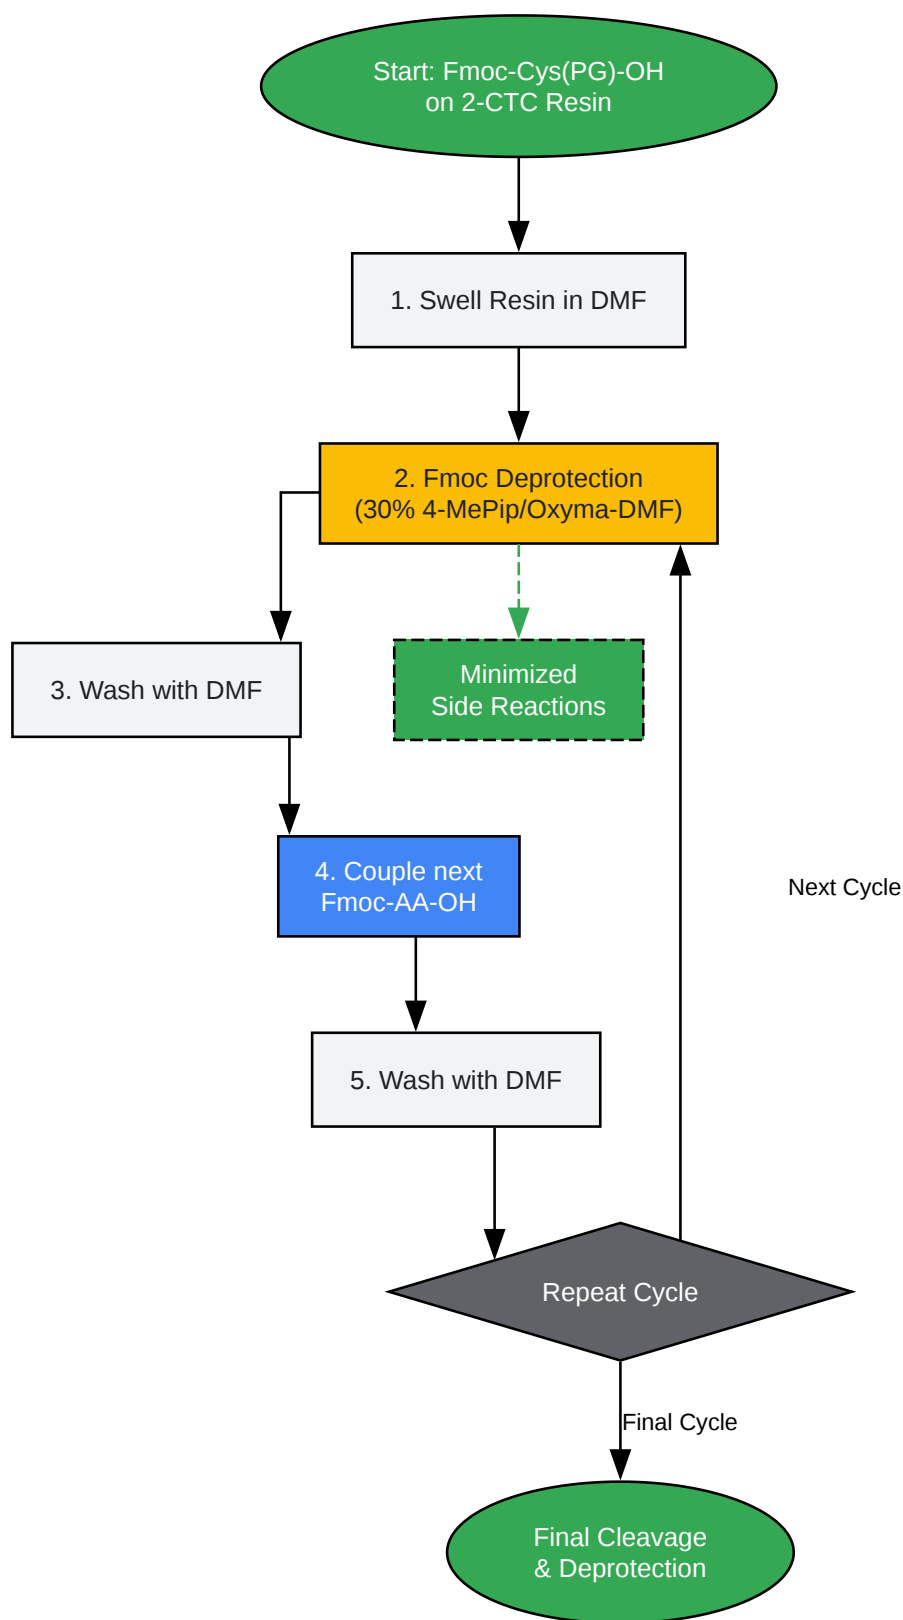 Start: Fmoc-Cys(PG)-OH
on 2-CTC Resin
1. Swell Resin in DMF
2. Fmoc Deprotection
(30% 4-MePip/Oxyma-DMF)
3. Wash with DMF
Minimized
Side Reactions
4. Couple next
Fmoc-AA-OH
Next Cycle
5. Wash with DMF
Repeat Cycle
Final Cycle
Final Cleavage
& Deprotection